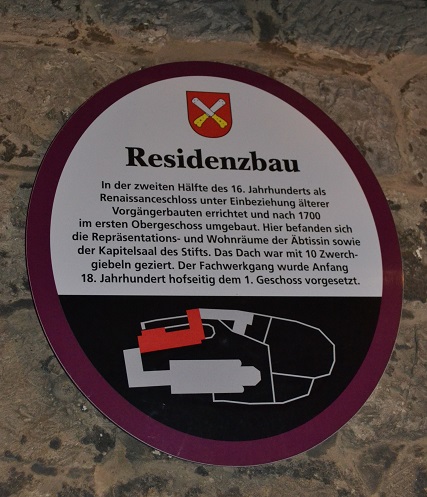 Residenzbau
In der zweiten Hälfte des 16. Jahrhunderts als
Renaissanceschloss unter Einbeziehung älterer
Vorgängerbauten errichtet und nach 1700
im ersten Obergeschoss umgebaut. Hier befanden sich
die Repräsentations- und Wohnräume der Äbtissin sowie
der Kapitelsaal des Stifts. Das Dach war mit 10 Zwerch-
giebeln geziert. Der Fachwerkgang wurde Anfang
18. Jahrhundert hofseitig dem 1. Geschoss vorgesetzt.